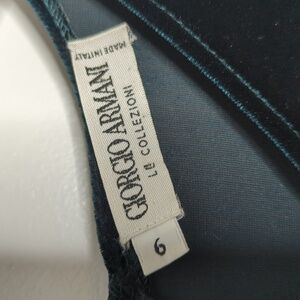 GIORGIO ARMANI
LE COLLEZIONI
MADE IN ITALY
6